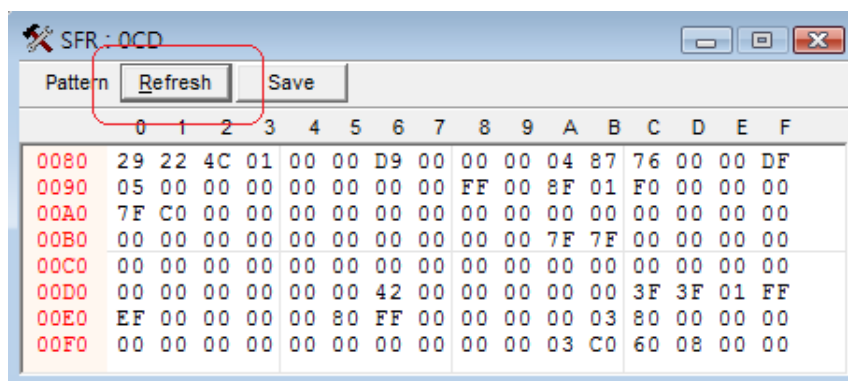 SFR : 0CD
Pattern Refresh Save
0 1 2 3 4 5 6 7 8 9 A B C D E F
0080 29 22 4C 01 00 00 D9 00 00 00 04 87 76 00 00 DF
0090 05 00 00 00 00 00 00 00 FF 00 8F 01 F0 00 00 00
00A0 7F C0 00 00 00 00 00 00 00 00 00 00 00 00 00 00
00B0 00 00 00 00 00 00 00 00 00 00 7F 7F 00 00 00 00
00C0 00 00 00 00 00 00 00 00 00 00 00 00 00 00 00 00
00D0 00 00 00 00 00 00 42 00 00 00 00 00 3F 3F 01 FF
00E0 EF 00 00 00 00 80 FF 00 00 00 03 80 00 00 00 00
00F0 00 00 00 00 00 00 00 00 00 00 03 C0 60 08 00 00